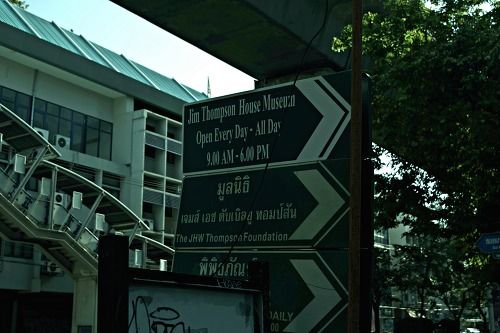 Jim Thompson House Museum
Open Every Day - All Day
9.00 AM - 6.00 PM
มูลนิธิ
เจมส์ เอช ดับเบิลยู ทอมป์สัน
The JHW Thompson Foundation
พิพิธภัณฑ์
DAILY